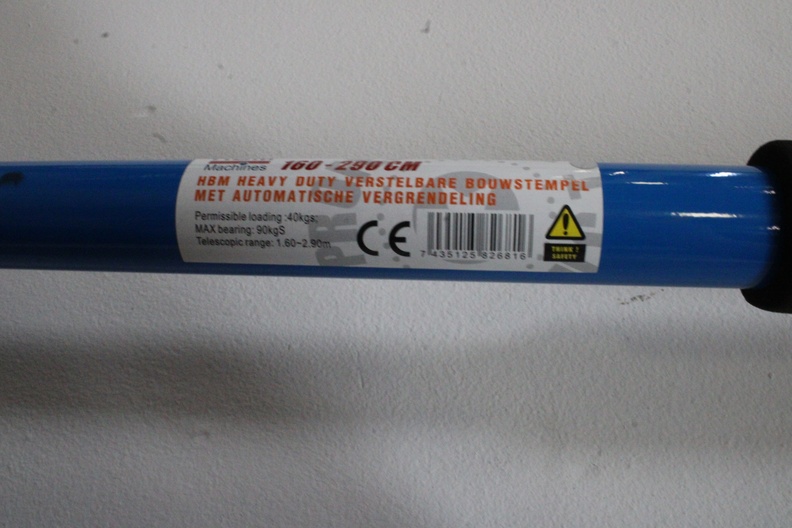 Machines 160-290 CM
HBM HEAVY DUTY VERSTELBARE BOUWSTEMPEL
MET AUTOMATISCHE VERGRENDELING
Permissible loading :40kgs;
MAX bearing: 90kgS
Telescopic range: 1.60~2.90m
CE
7 435125 826816
THINK !
SAFETY